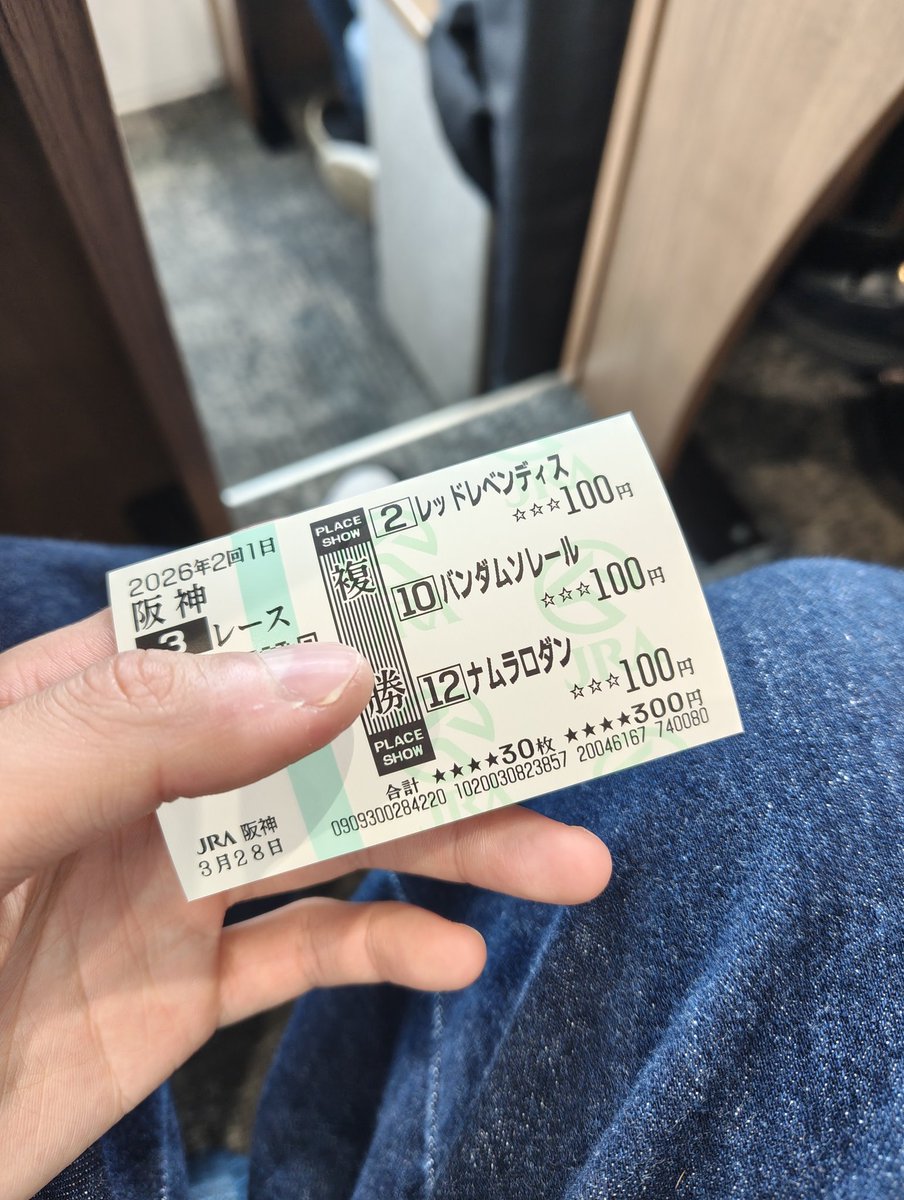 2026年2回1日
阪神
3レース
JRA 阪神
3月28日
PLACE
SHOW
複
勝
PLACE
SHOW
2 レッドレベンディス
☆☆☆100円
10 バンダムソレール
☆☆☆100円
12 ナムラロダン
☆☆☆100円
合計 ★★★★30枚 ★★★★300円
0909300284220 1020030823857 20046167 740080
JRA
JRA
JRA